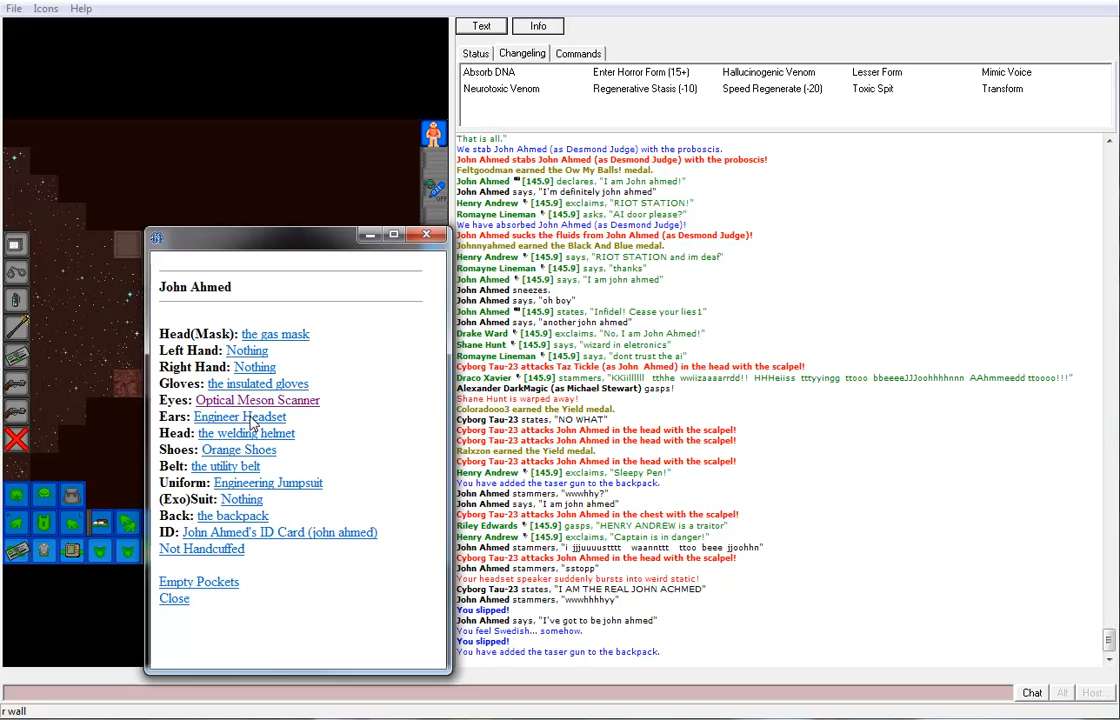 File Icons Help
Text Info
Status Changeling Commands
Absorb DNA Enter Horror Form (15+) Hallucinogenic Venom Lesser Form Mimic Voice
Neurotoxic Venom Regenerative Stasis (-10) Speed Regenerate (-20) Toxic Spit Transform
OFF
John Ahmed
Head(Mask): the gas mask
Left Hand: Nothing
Right Hand: Nothing
Gloves: the insulated gloves
Eyes: Optical Meson Scanner
Ears: Engineer Headset
Head: the welding helmet
Shoes: Orange Shoes
Belt: the utility belt
Uniform: Engineering Jumpsuit
(Exo)Suit: Nothing
Back: the backpack
ID: John Ahmed's ID Card (john ahmed)
Not Handcuffed
Empty Pockets
Close
That is all."
We stab John Ahmed (as Desmond Judge) with the proboscis.
John Ahmed stabs John Ahmed (as Desmond Judge) with the proboscis!
Feltgoodman earned the Ow My Balls! medal.
John Ahmed [145.9] declares, "I am John ahmed!"
John Ahmed says, "I'm definitely john ahmed"
Henry Andrew [145.9] exclaims, "RIOT STATION!"
Romayne Lineman [145.9] asks, "AI door please?"
We have absorbed John Ahmed (as Desmond Judge)!
John Ahmed sucks the fluids from John Ahmed (as Desmond Judge)!
Johnnyahmed earned the Black And Blue medal.
Henry Andrew [145.9] says, "RIOT STATION and im deaf"
Romayne Lineman [145.9] says, "thanks"
John Ahmed [145.9] says, "I am john ahmed"
John Ahmed sneezes.
John Ahmed says, "oh boy"
John Ahmed [145.9] states, "Infidel! Cease your lies1"
John Ahmed says, "another john ahmed"
Drake Ward [145.9] exclaims, "No, I am John Ahmed!"
Shane Hunt [145.9] says, "wizard in eletronics"
Romayne Lineman [145.9] says, "dont trust the ai"
Cyborg Tau-23 attacks Taz Tickle (as John Ahmed) in the head with the scalpel!
Draco Xavier [145.9] stammers, "KKiillllll tthhe wwiizaaaarrdd!! HHHeiiss tttyyingg ttoo bbeeeJJJoohhhhnnn AAhmmeedd ttooo!!!"
Alexander DarkMagic (as Michael Stewart) gasps!
Shane Hunt is warped away!
Coloradooo3 earned the Yield medal.
Cyborg Tau-23 states, "NO WHAT"
Cyborg Tau-23 attacks John Ahmed in the head with the scalpel!
Cyborg Tau-23 attacks John Ahmed in the head with the scalpel!
Ralxzon earned the Yield medal.
Cyborg Tau-23 attacks John Ahmed in the head with the scalpel!
Henry Andrew [145.9] exclaims, "Sleepy Pen!"
You have added the taser gun to the backpack.
John Ahmed stammers, "wwwhhy?"
John Ahmed stammers, "I am john ahmed"
Cyborg Tau-23 attacks John Ahmed in the chest with the scalpel!
Riley Edwards [145.9] gasps, "HENRY ANDREW is a traitor"
Henry Andrew [145.9] exclaims, "Captain is in danger!"
John Ahmed stammers, "i jjjuuuustttt waannttt ttoo beee jjoohhn"
Cyborg Tau-23 attacks John Ahmed in the head with the scalpel!
John Ahmed stammers, "sstopp"
Your headset speaker suddenly bursts into weird static!
Cyborg Tau-23 states, "I AM THE REAL JOHN ACHMED"
John Ahmed stammers, "wwwhhhhyy"
You slipped!
John Ahmed says, "I've got to be john ahmed"
You feel Swedish... somehow.
You slipped!
You have added the taser gun to the backpack.
Chat Alt Host...
r wall